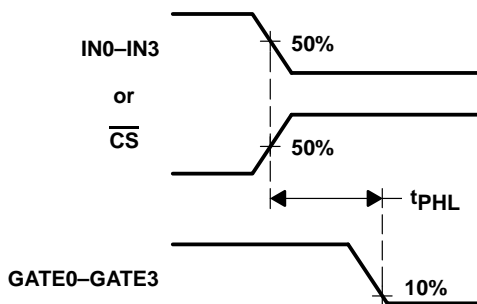 IN0–IN3
50%
or
CS
50%
tPHL
GATE0–GATE3
10%